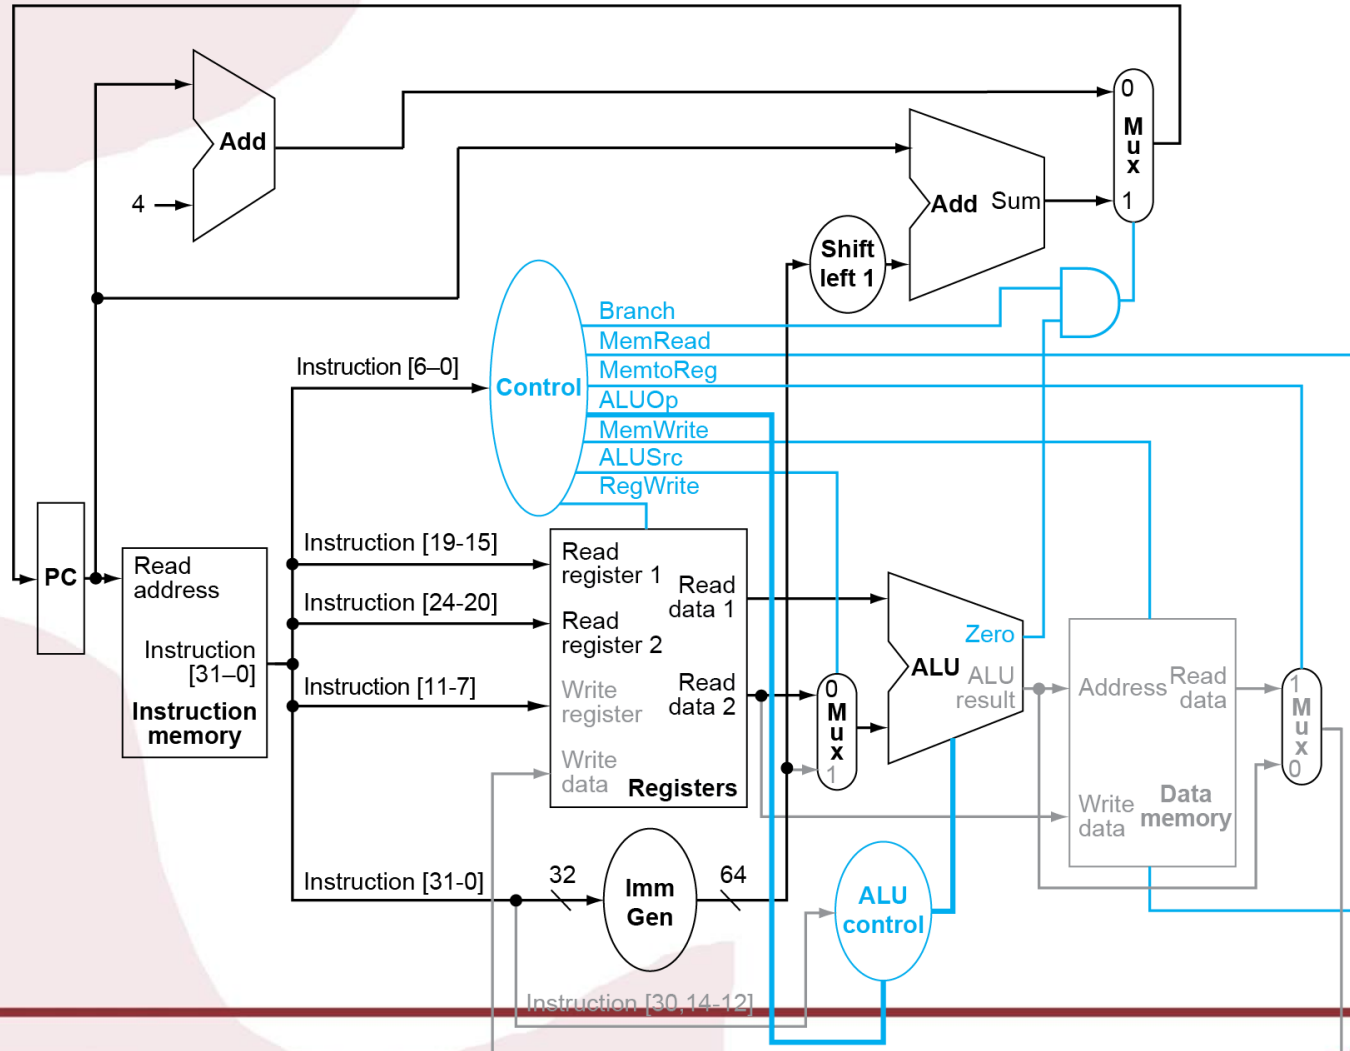 0
Mux
1
Add
4
Add
Sum
Shift
left 1
Branch
MemRead
MemtoReg
ALUOp
MemWrite
ALUSrc
RegWrite
Control
Instruction [6–0]
PC
Read
address
Instruction
[31–0]
Instruction
memory
Instruction [19-15]
Instruction [24-20]
Instruction [11-7]
Instruction [31-0]
Read
register 1
Read
register 2
Write
register
Write
data
Read
data 1
Read
data 2
Registers
0
Mux
1
Zero
ALU
ALU
result
Address
Read
data
Write
data
Data
memory
1
Mux
0
32
Imm
Gen
64
ALU
control
Instruction [30,14-12]